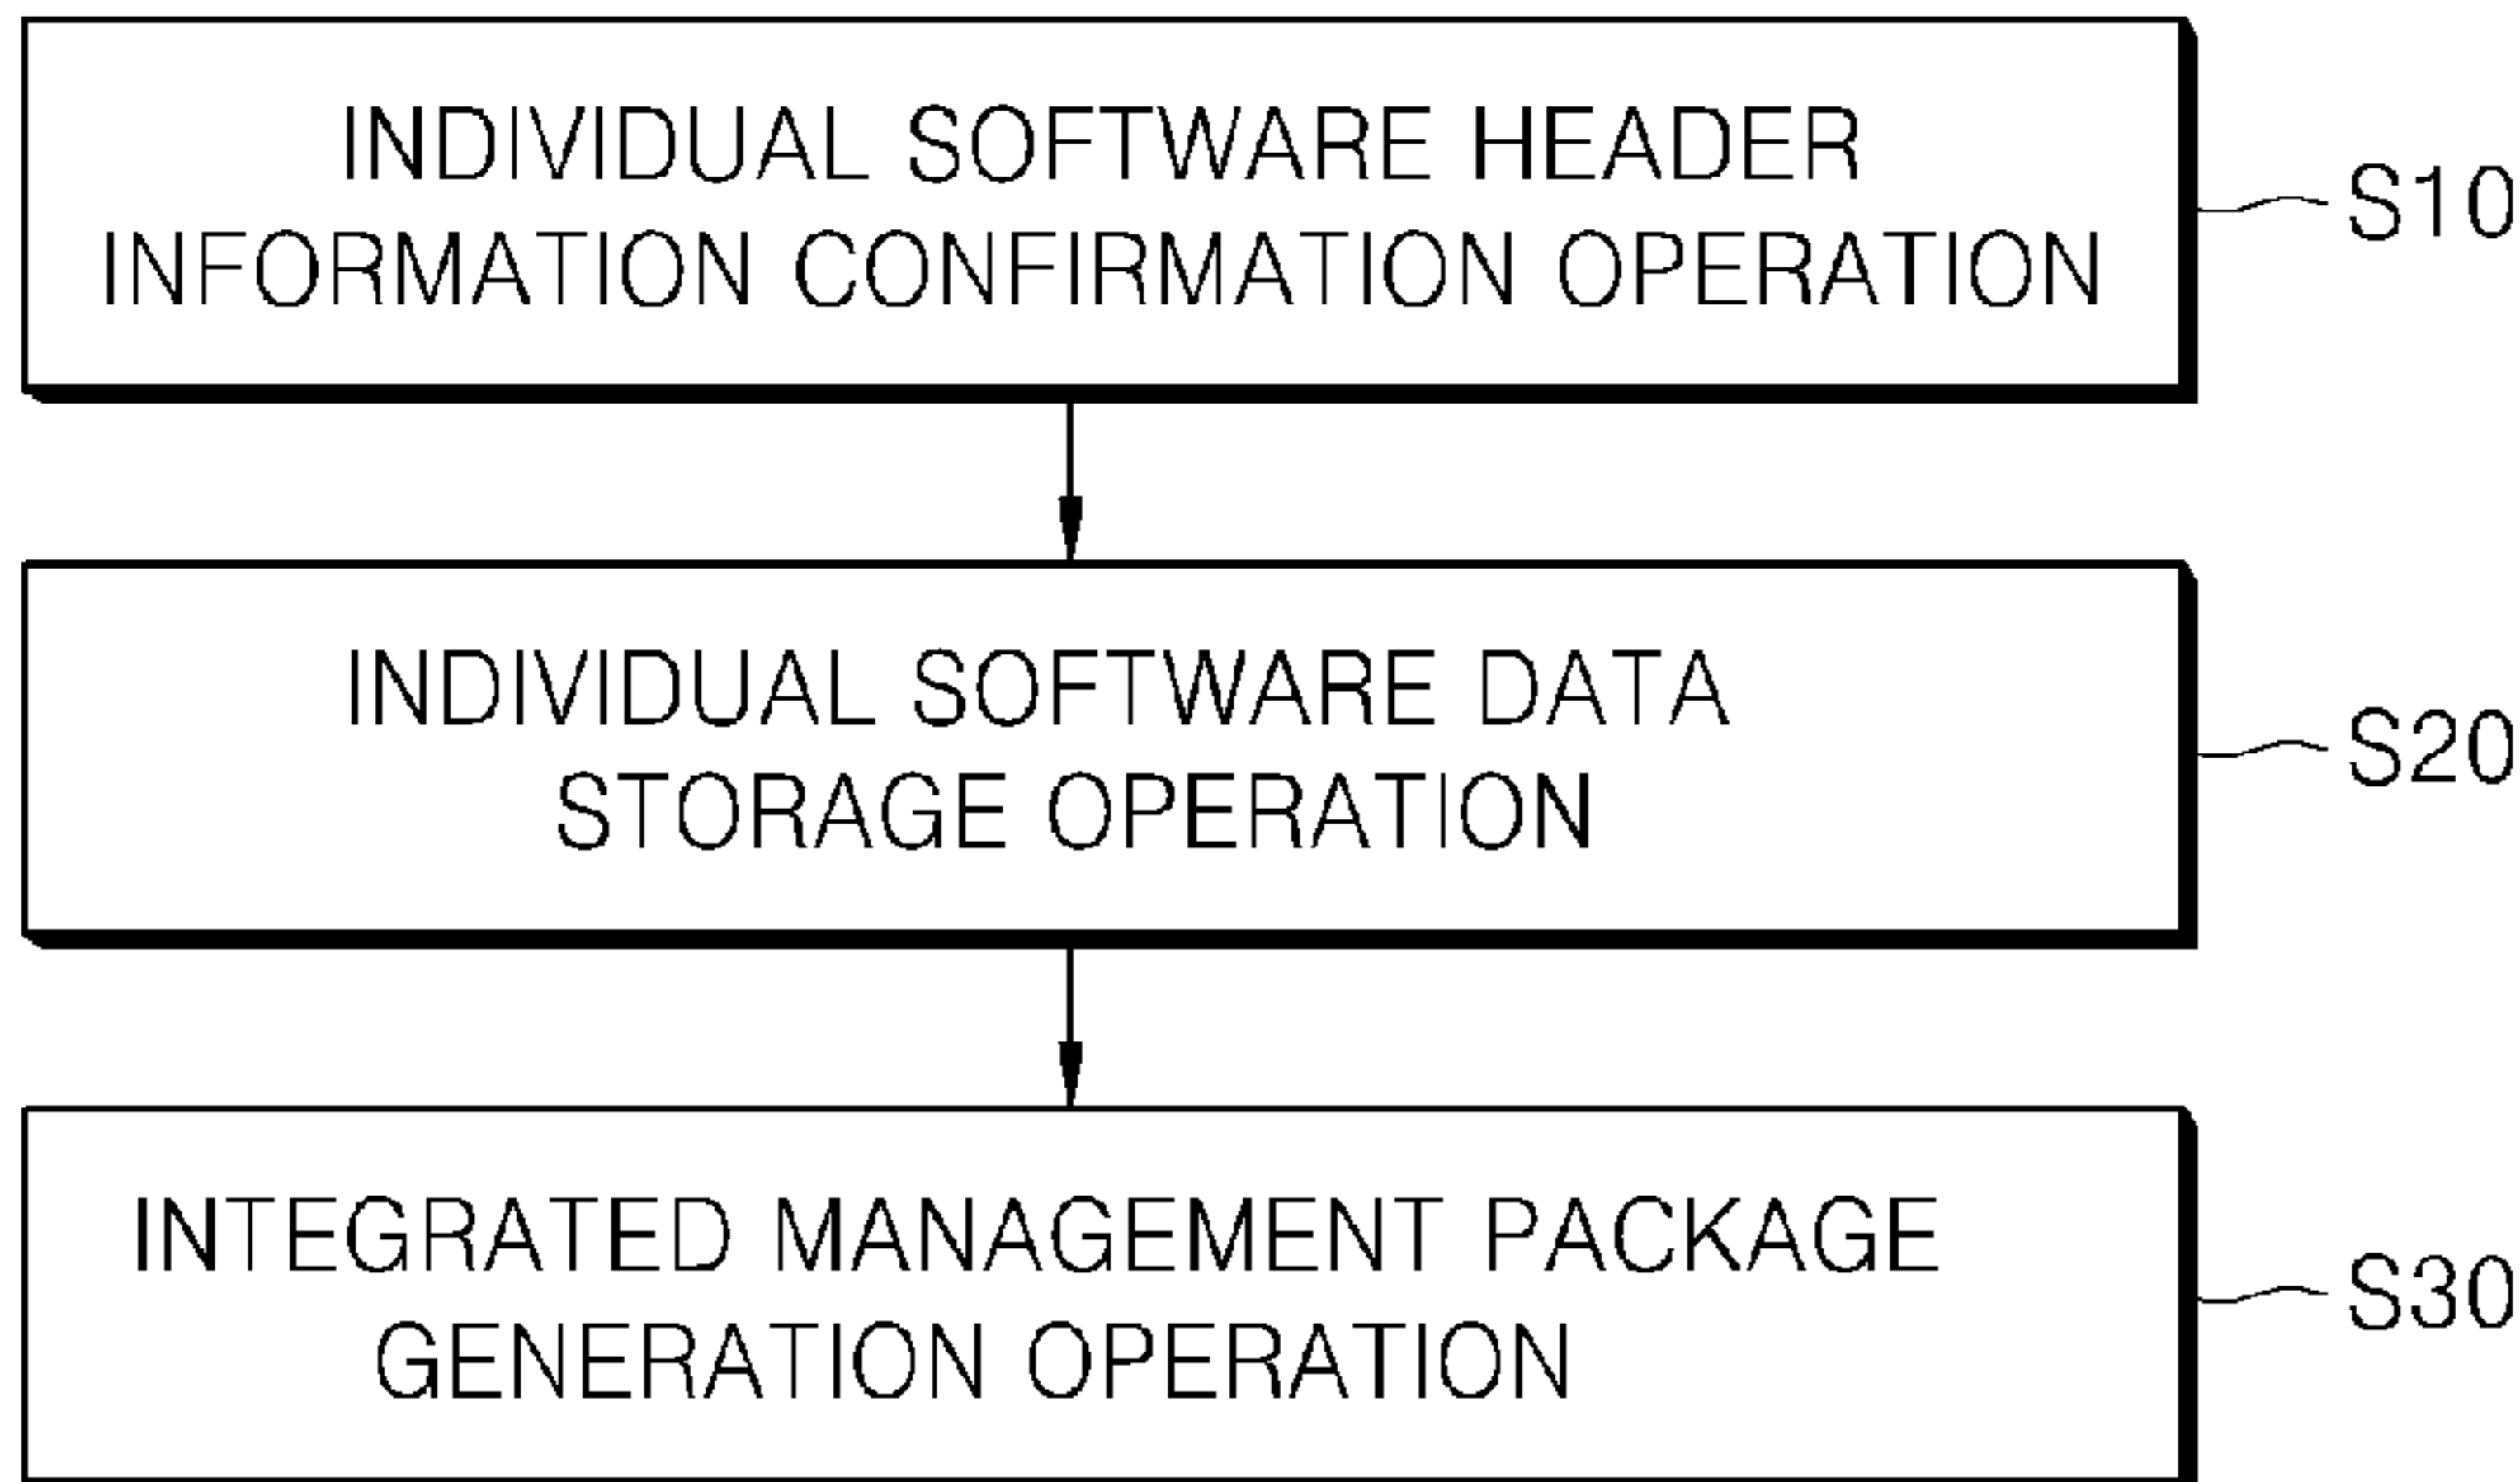 INDIVIDUAL SOFTWARE HEADER
INFORMATION CONFIRMATION OPERATION
S10
INDIVIDUAL SOFTWARE DATA
STORAGE OPERATION
S20
INTEGRATED MANAGEMENT PACKAGE
GENERATION OPERATION
S30